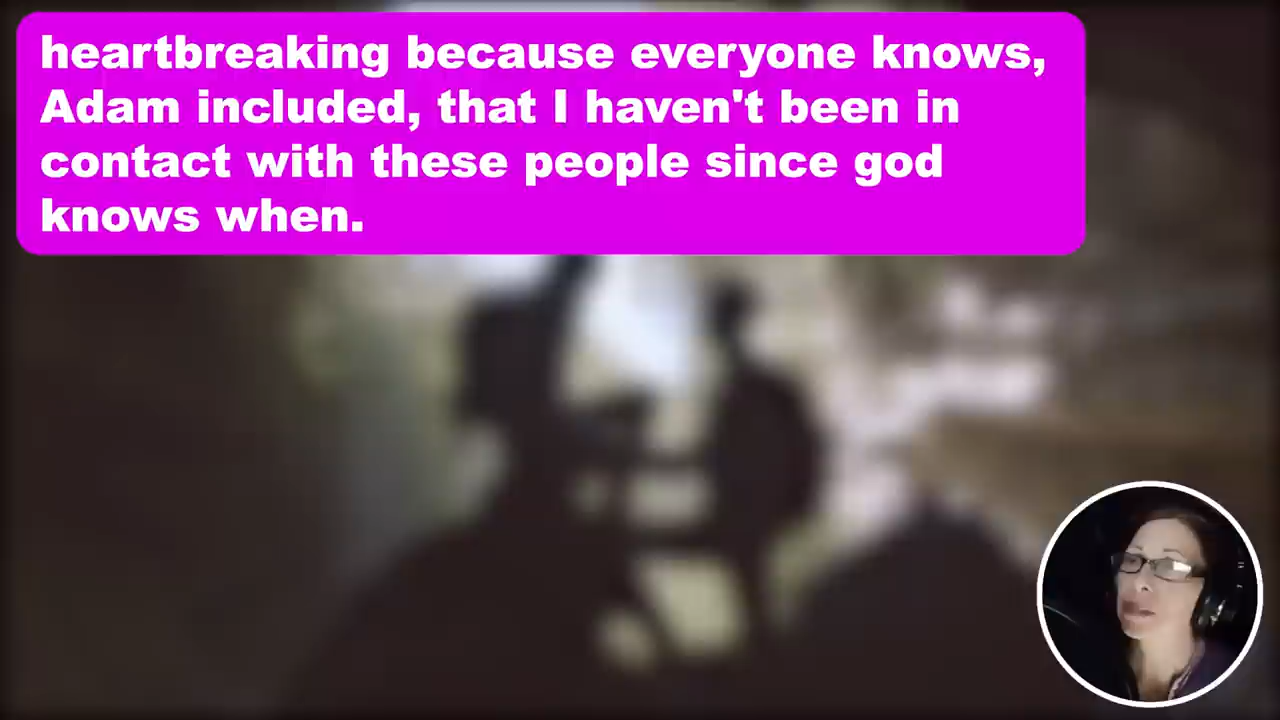 heartbreaking because everyone knows,
Adam included, that I haven't been in
contact with these people since god
knows when.